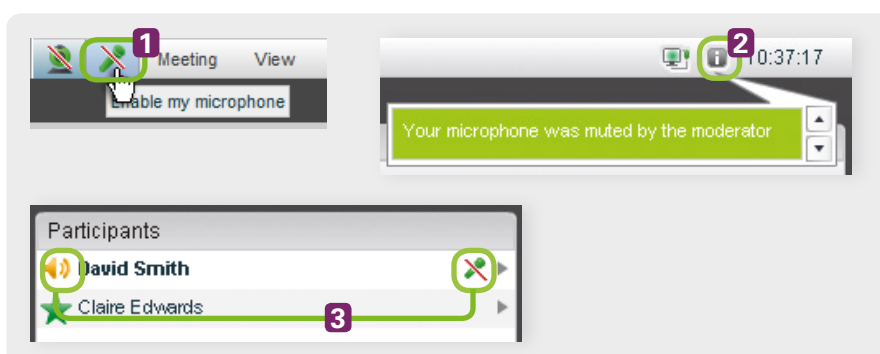 1
Meeting View
Enable my microphone
2
10:37:17
Your microphone was muted by the moderator
Participants
David Smith
Claire Edwards
3